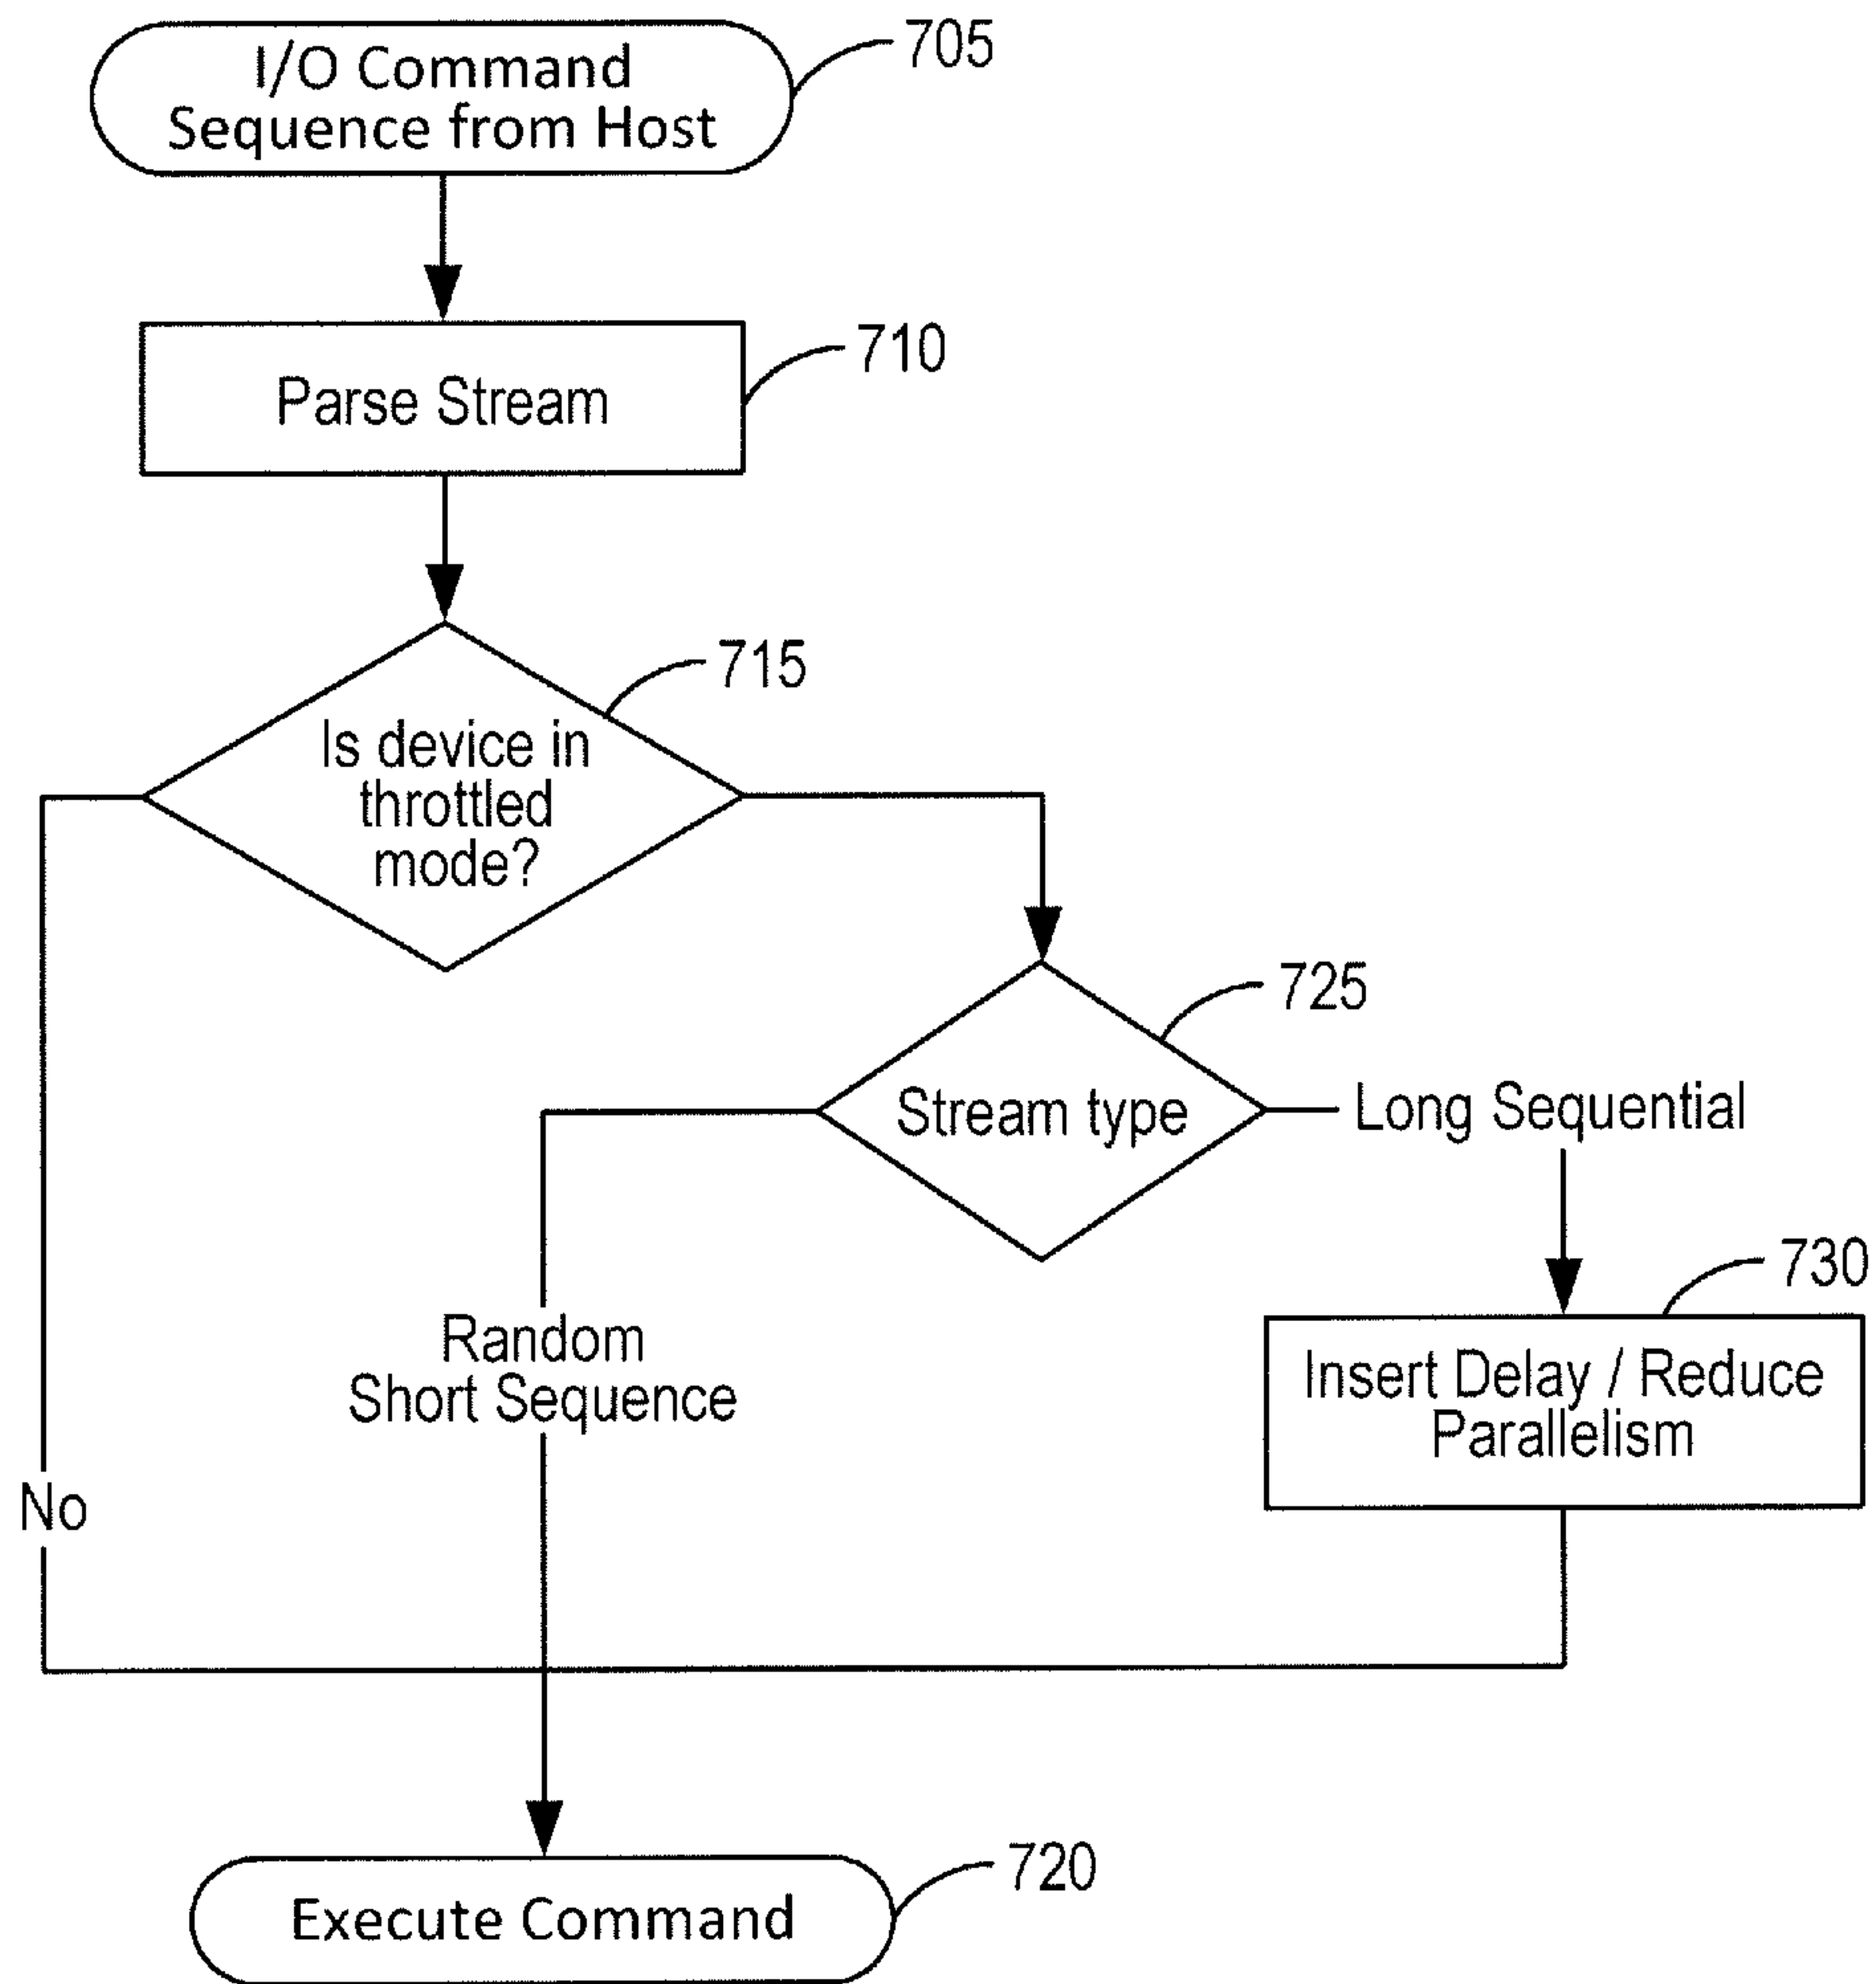 I/O Command
Sequence from Host
705
Parse Stream
710
Is device in
throttled
mode?
715
Stream type
725
Long Sequential
Random
Short Sequence
Insert Delay / Reduce
Parallelism
730
No
Execute Command
720